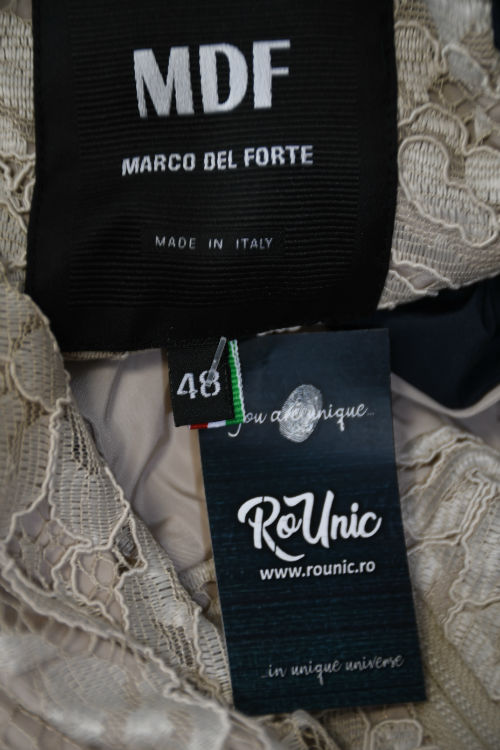 MDF
MARCO DEL FORTE
MADE IN ITALY
48
you are unique...
RoUnic
www.rounic.ro
...in unique universe